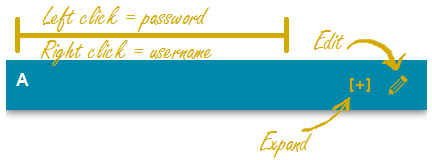 Left click = password
Right click = username
Edit
A
[+]
Expand